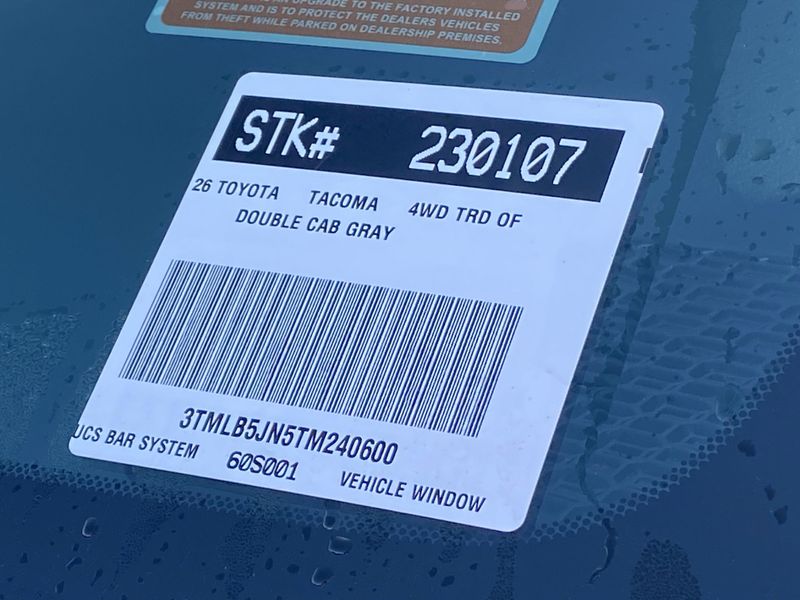 AN UPGRADE TO THE FACTORY INSTALLED
SYSTEM AND IS TO PROTECT THE DEALERS VEHICLES
FROM THEFT WHILE PARKED ON DEALERSHIP PREMISES.
STK# 230107
26 TOYOTA TACOMA 4WD TRD OF
DOUBLE CAB GRAY
3TMLB5JN5TM240600
UCS BAR SYSTEM 60S001 VEHICLE WINDOW